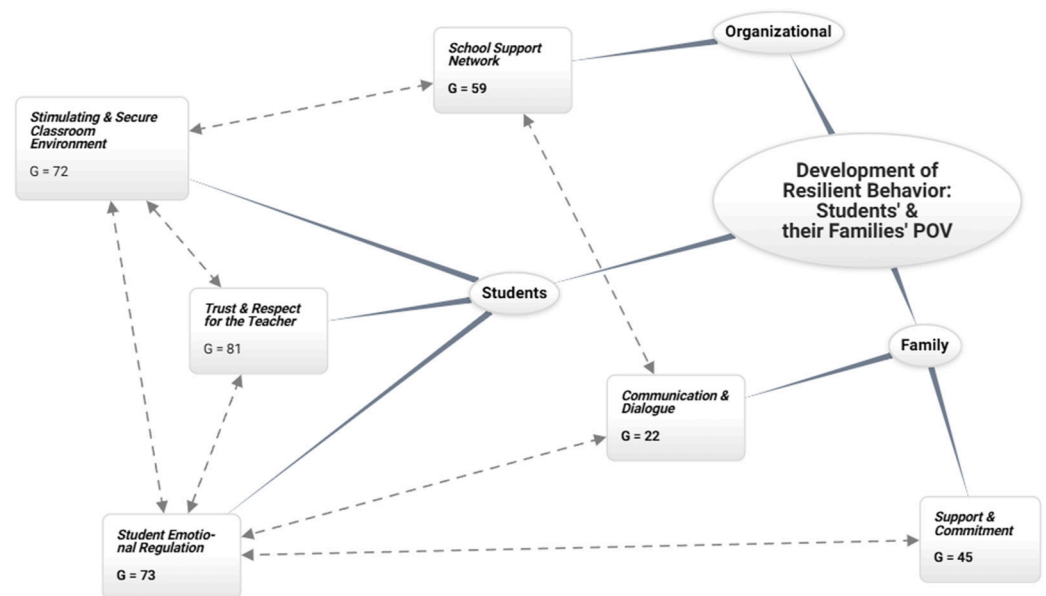 Organizational
School Support
Network
G = 59
Stimulating & Secure
Classroom
Environment
G = 72
Development of
Resilient Behavior:
Students' &
their Families' POV
Students
Trust & Respect
for the Teacher
G = 81
Family
Communication &
Dialogue
G = 22
Student Emotio-
nal Regulation
G = 73
Support &
Commitment
G = 45